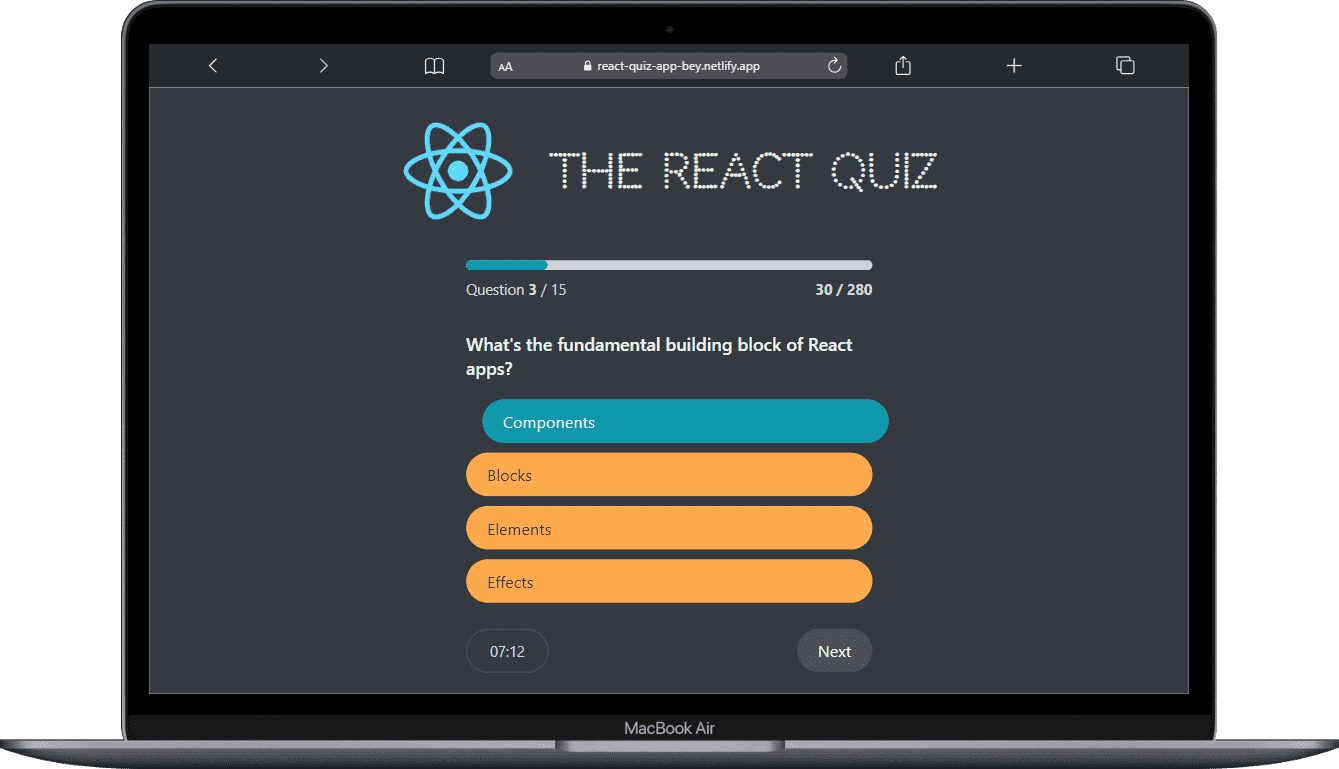 AA react-quiz-app-bey.netlify.app
THE REACT QUIZ
Question 3 / 15 30 / 280
What's the fundamental building block of React
apps?
Components
Blocks
Elements
Effects
07:12 Next
MacBook Air